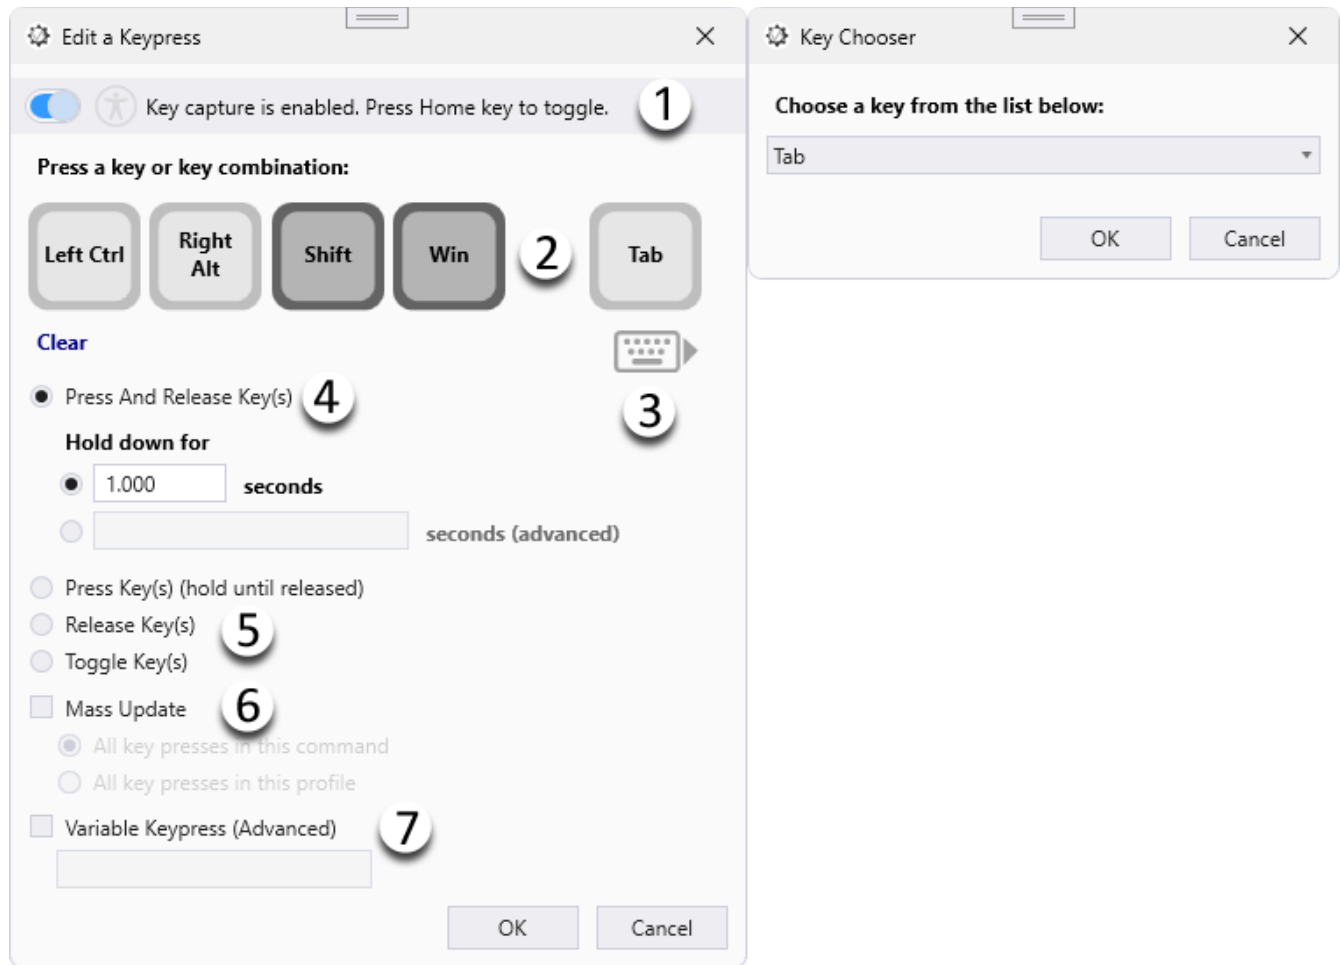 Edit a Keypress
Key capture is enabled. Press Home key to toggle.
1
Press a key or key combination:
Left Ctrl
Right
Alt
Shift
Win
2
Tab
Clear
3
Press And Release Key(s)
4
Hold down for
1.000 seconds
seconds (advanced)
Press Key(s) (hold until released)
Release Key(s)
5
Toggle Key(s)
Mass Update
6
All key presses in this command
All key presses in this profile
Variable Keypress (Advanced)
7
OK
Cancel
Key Chooser
Choose a key from the list below:
Tab
OK
Cancel